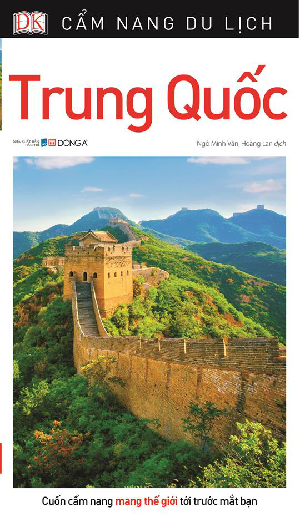 DK CẨM NANG DU LỊCH
Trung Quốc
ĐÔNG A
Ngô Minh Vân, Hoàng Lan dịch
Cuốn cẩm nang mang thế giới tới trước mắt bạn